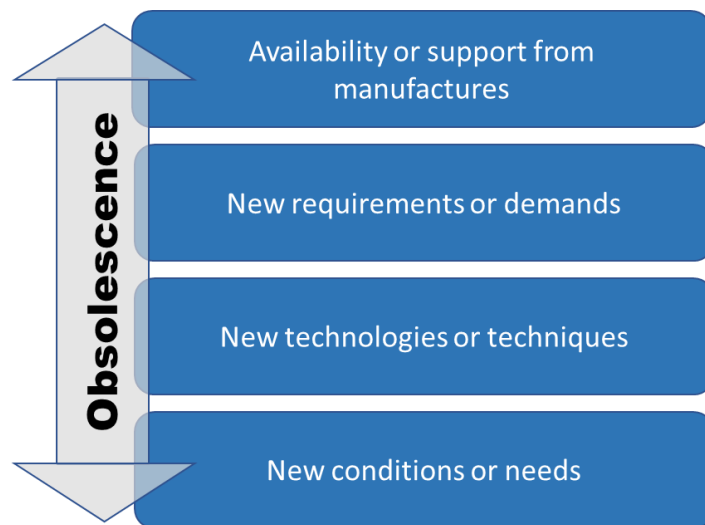 Obsolescence
Availability or support from
manufactures
New requirements or demands
New technologies or techniques
New conditions or needs